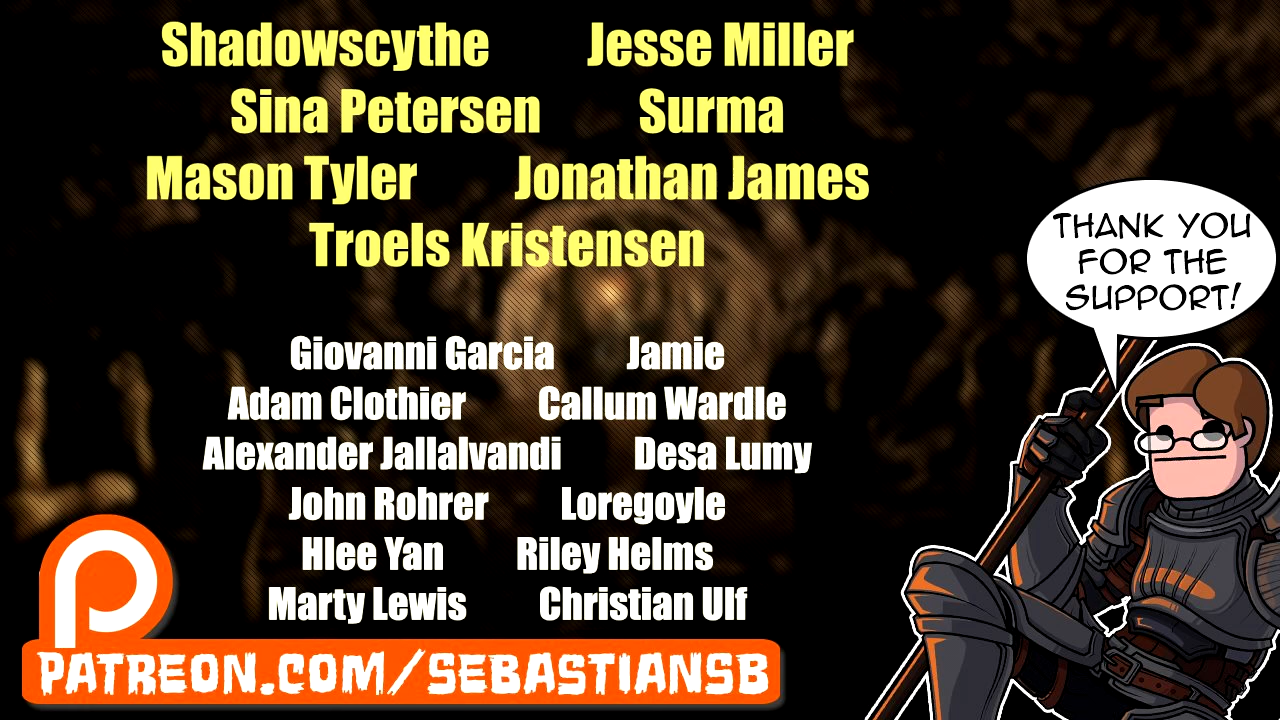 Shadowscythe Jesse Miller
Sina Petersen Surma
Mason Tyler Jonathan James
Troels Kristensen
THANK YOU
FOR THE
SUPPORT!
Giovanni Garcia Jamie
Adam Clothier Callum Wardle
Alexander Jallalvandi Desa Lumy
John Rohrer Loregoyle
Hlee Yan Riley Helms
Marty Lewis Christian Ulf
PATREON.COM/SEBASTIANSB